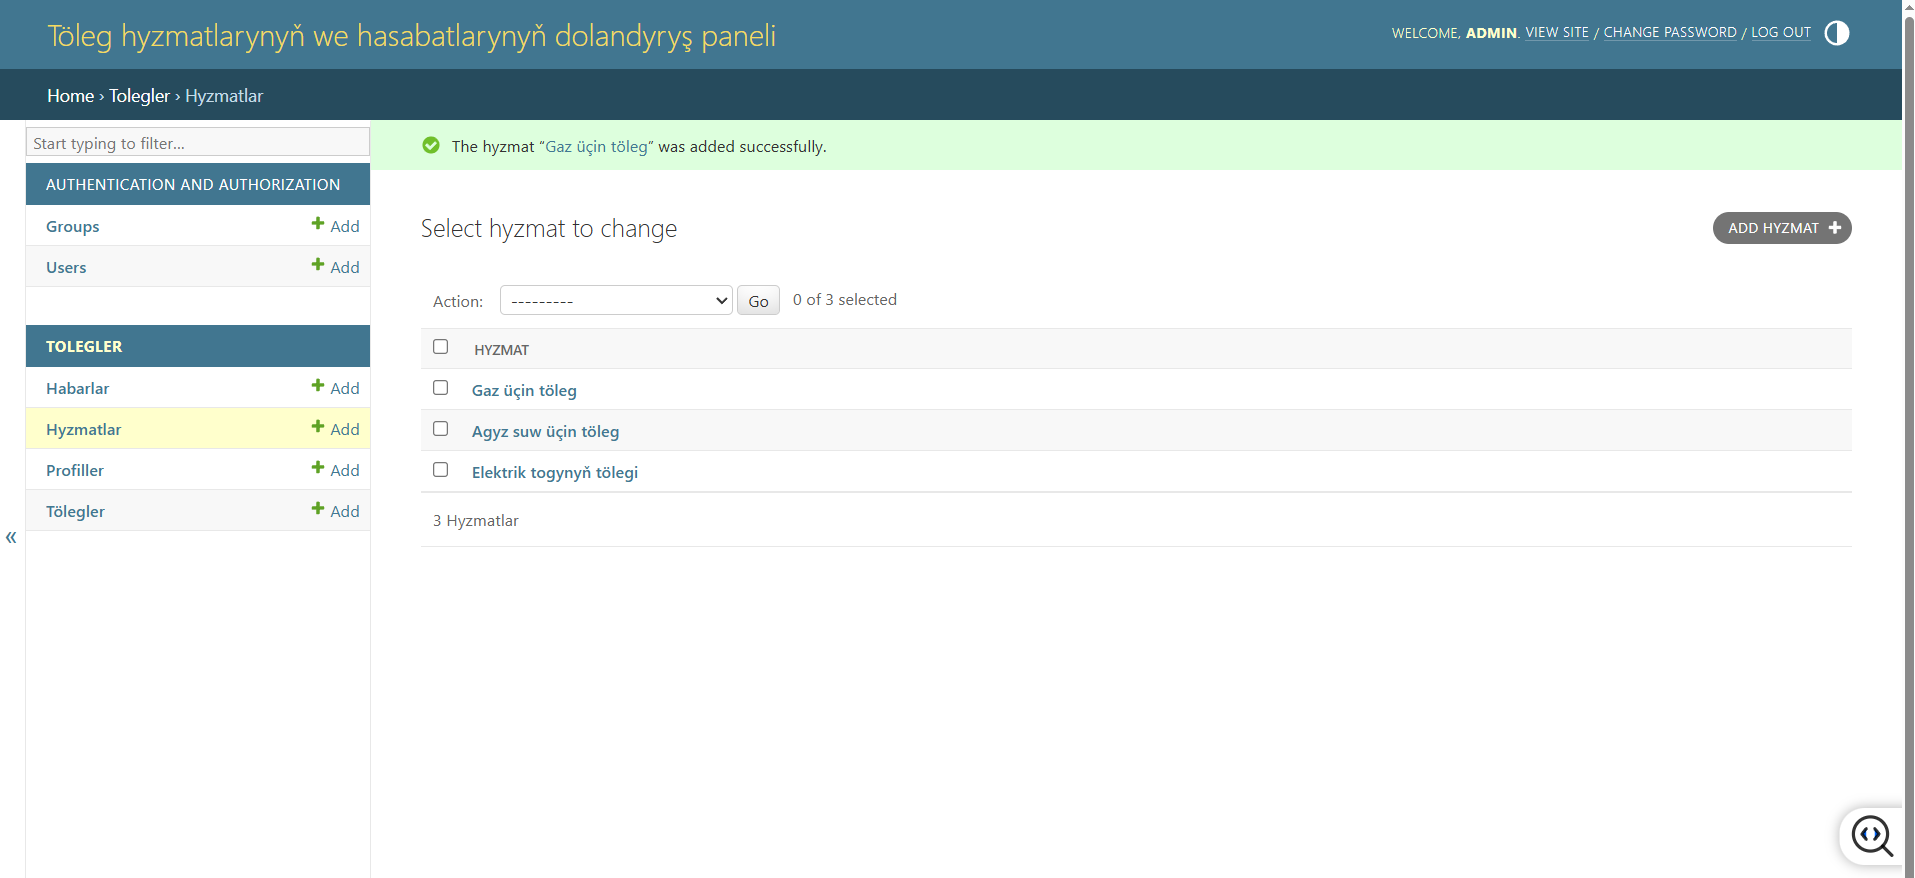 Töleg hyzmatlarynyň we hasabatlarynyň dolandyryş paneli
WELCOME, ADMIN. VIEW SITE / CHANGE PASSWORD / LOG OUT
Home › Tolegler › Hyzmatlar
Start typing to filter...
AUTHENTICATION AND AUTHORIZATION
Groups Add
Users Add
TOLEGLER
Habarlar Add
Hyzmatlar Add
Profiller Add
Tölegler Add
«
The hyzmat “Gaz üçin töleg” was added successfully.
Select hyzmat to change
ADD HYZMAT
Action: --------- Go 0 of 3 selected
HYZMAT
Gaz üçin töleg
Agyz suw üçin töleg
Elektrik togynyň tölegi
3 Hyzmatlar